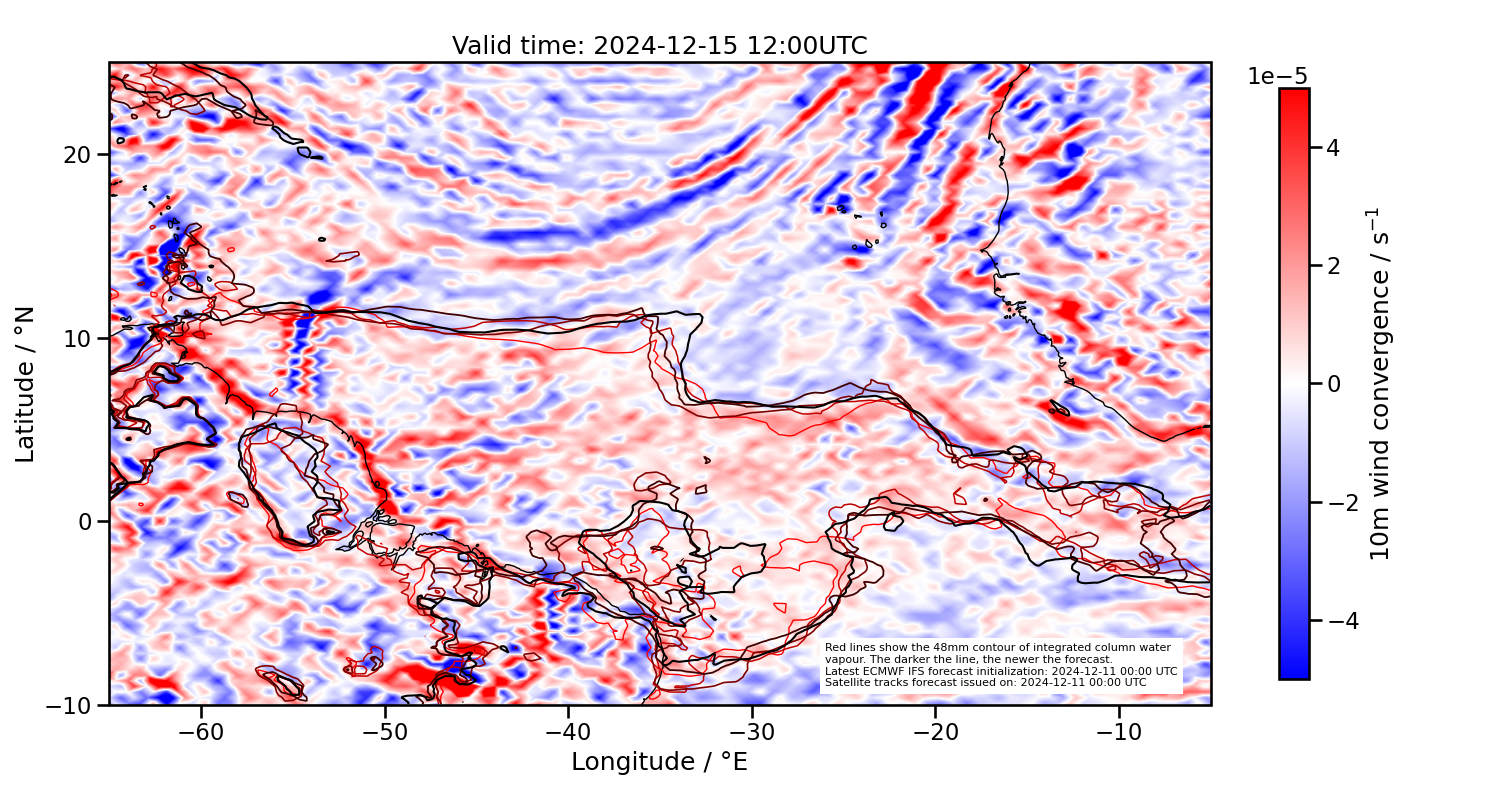 Valid time: 2024-12-15 12:00UTC
1e−5
20
10
0
−10
Latitude / °N
−60
−50
−40
−30
−20
−10
Longitude / °E
4
2
0
−2
−4
10m wind convergence / s⁻¹
Red lines show the 48mm contour of integrated column water
vapour. The darker the line, the newer the forecast.
Latest ECMWF IFS forecast initialization: 2024-12-11 00:00 UTC
Satellite tracks forecast issued on: 2024-12-11 00:00 UTC